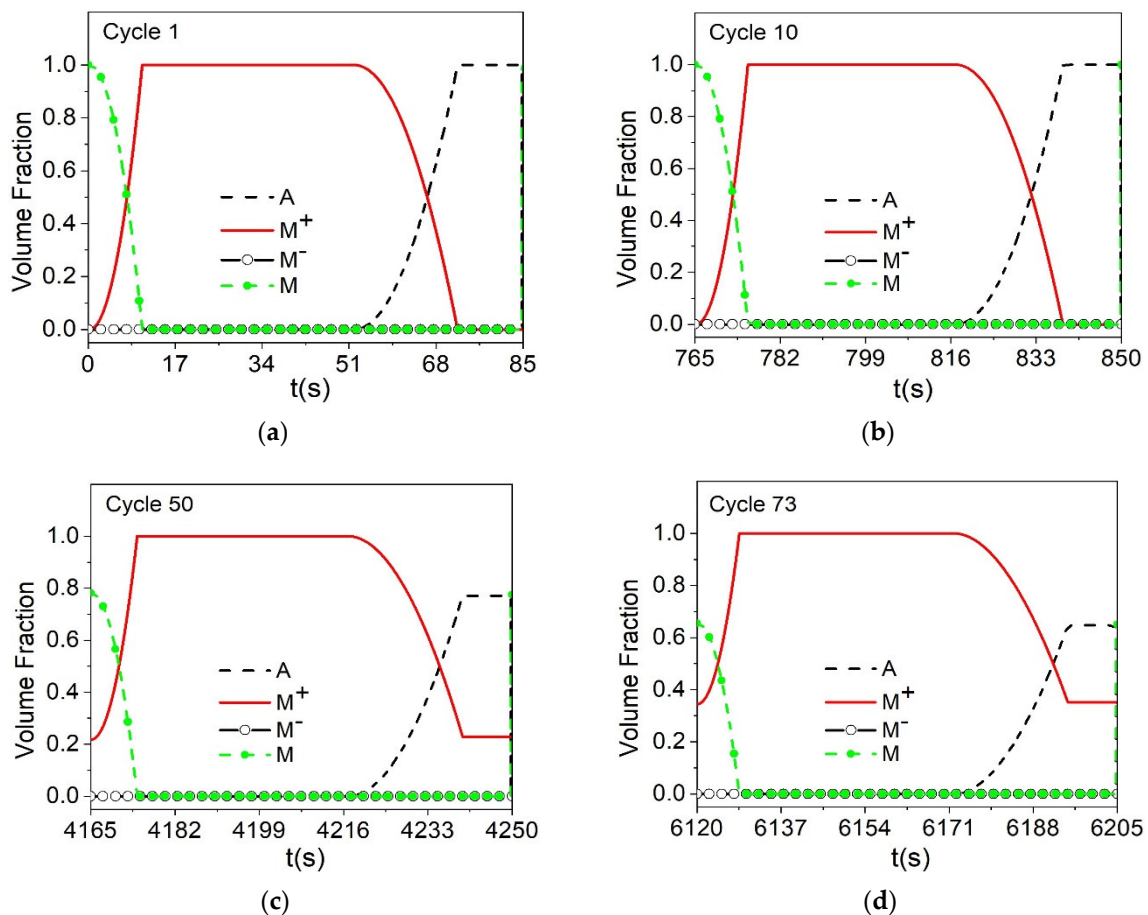 Cycle 1
Volume Fraction
1.0
0.8
0.6
0.4
0.2
0.0
A
M+
M-
M
0 17 34 51 68 85
t(s)
(a)
Cycle 10
Volume Fraction
1.0
0.8
0.6
0.4
0.2
0.0
A
M+
M-
M
765 782 799 816 833 850
t(s)
(b)
Cycle 50
Volume Fraction
1.0
0.8
0.6
0.4
0.2
0.0
A
M+
M-
M
4165 4182 4199 4216 4233 4250
t(s)
(c)
Cycle 73
Volume Fraction
1.0
0.8
0.6
0.4
0.2
0.0
A
M+
M-
M
6120 6137 6154 6171 6188 6205
t(s)
(d)